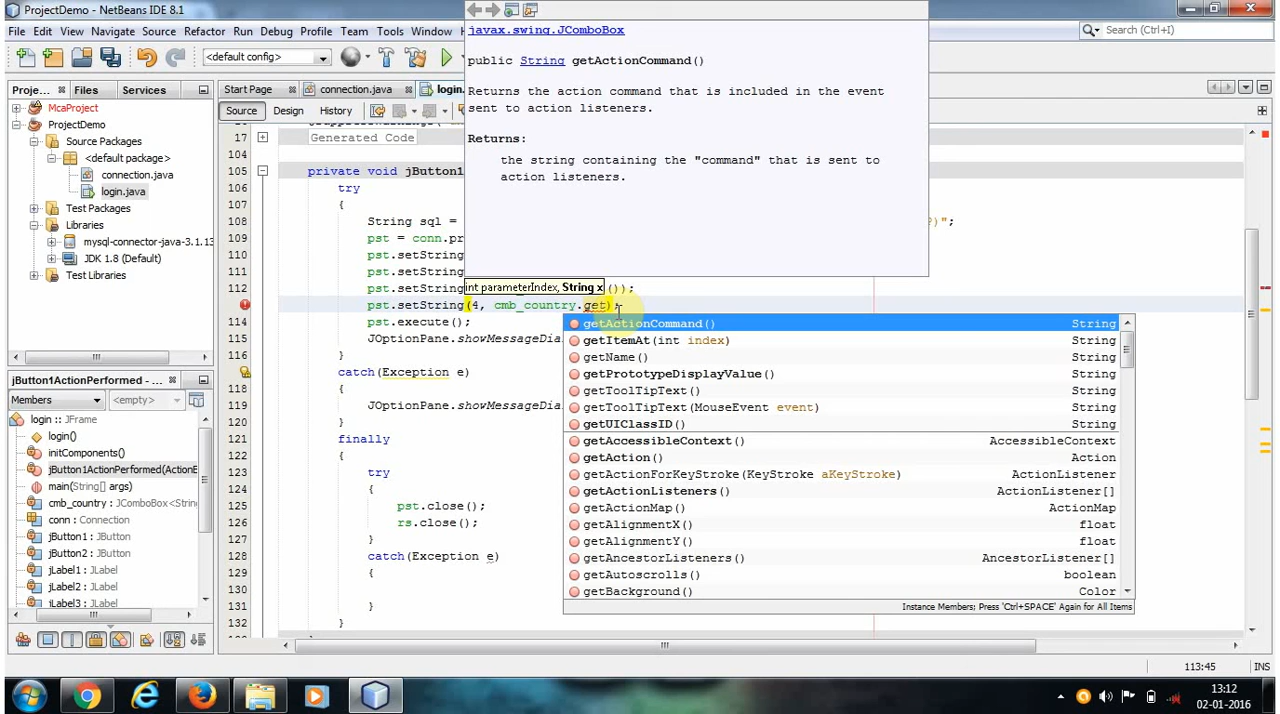 ProjectDemo - NetBeans IDE 8.1
File Edit View Navigate Source Refactor Run Debug Profile Team Tools Window
Search (Ctrl+I)
<default config>
Proje...
Files
Services
McaProject
ProjectDemo
Source Packages
<default package>
connection.java
login.java
Test Packages
Libraries
mysql-connector-java-3.1.13
JDK 1.8 (Default)
Test Libraries
jButton1ActionPerformed - ...
Members
<empty>
login :: JFrame
login()
initComponents()
jButton1ActionPerformed(ActionE
main(String[] args)
cmb_country : JComboBox<String
conn : Connection
jButton1 : JButton
jButton2 : JButton
jLabel1 : JLabel
jLabel2 : JLabel
jLabel3 : JLabel
Start Page
connection.java
login.
Source Design History
16
17 Generated Code
104
105 private void jButton1
106 try
107 {
108 String sql = ?)";
109 pst = conn.pr
110 pst.setString
111 pst.setString
112 pst.setString ());
pst.setString(4, cmb_country.get);
114 pst.execute();
115 JOptionPane.showMessageDia
116 }
catch(Exception e)
118 {
119 JOptionPane.showMessageDia
120 }
121 finally
122 {
123 try
124 {
125 pst.close();
126 rs.close();
127 }
128 catch(Exception e)
129 {
130
131 }
132 }
javax.swing.JComboBox
public String getActionCommand()
Returns the action command that is included in the event
sent to action listeners.
Returns:
the string containing the "command" that is sent to
action listeners.
int parameterIndex, String x
getActionCommand() String
getItemAt(int index) String
getName() String
getPrototypeDisplayValue() String
getToolTipText() String
getToolTipText(MouseEvent event) String
getUIClassID() String
getAccessibleContext() AccessibleContext
getAction() Action
getActionForKeyStroke(KeyStroke aKeyStroke) ActionListener
getActionListeners() ActionListener[]
getActionMap() ActionMap
getAlignmentX() float
getAlignmentY() float
getAncestorListeners() AncestorListener[]
getAutoscrolls() boolean
getBackground() Color
Instance Members; Press 'Ctrl+SPACE' Again for All Items
113:45 INS
13:12
02-01-2016